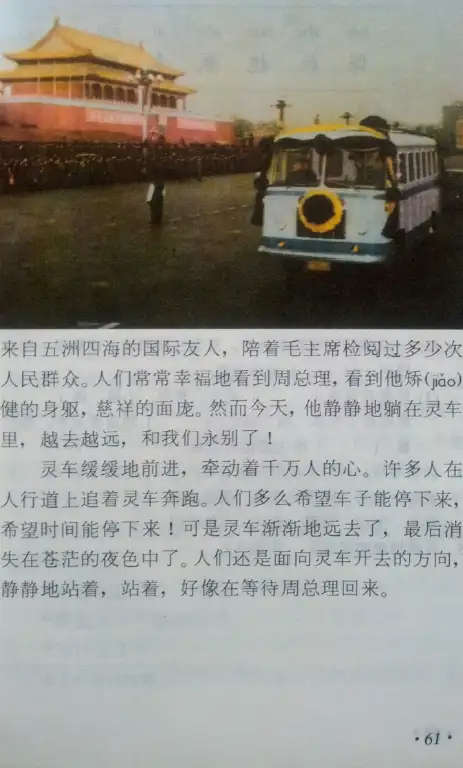 来自五洲四海的国际友人，陪着毛主席检阅过多少次
人民群众。人们常常幸福地看到周总理，看到他矫(jiǎo)
健的身躯，慈祥的面庞。然而今天，他静静地躺在灵车
里，越去越远，和我们永别了！
灵车缓缓地前进，牵动着千万人的心。许多人在
人行道上追着灵车奔跑。人们多么希望车子能停下来，
希望时间能停下来！可是灵车渐渐地远去了，最后消
失在苍茫的夜色中了。人们还是面向灵车开去的方向，
静静地站着，站着，好像在等待周总理回来。
·61·